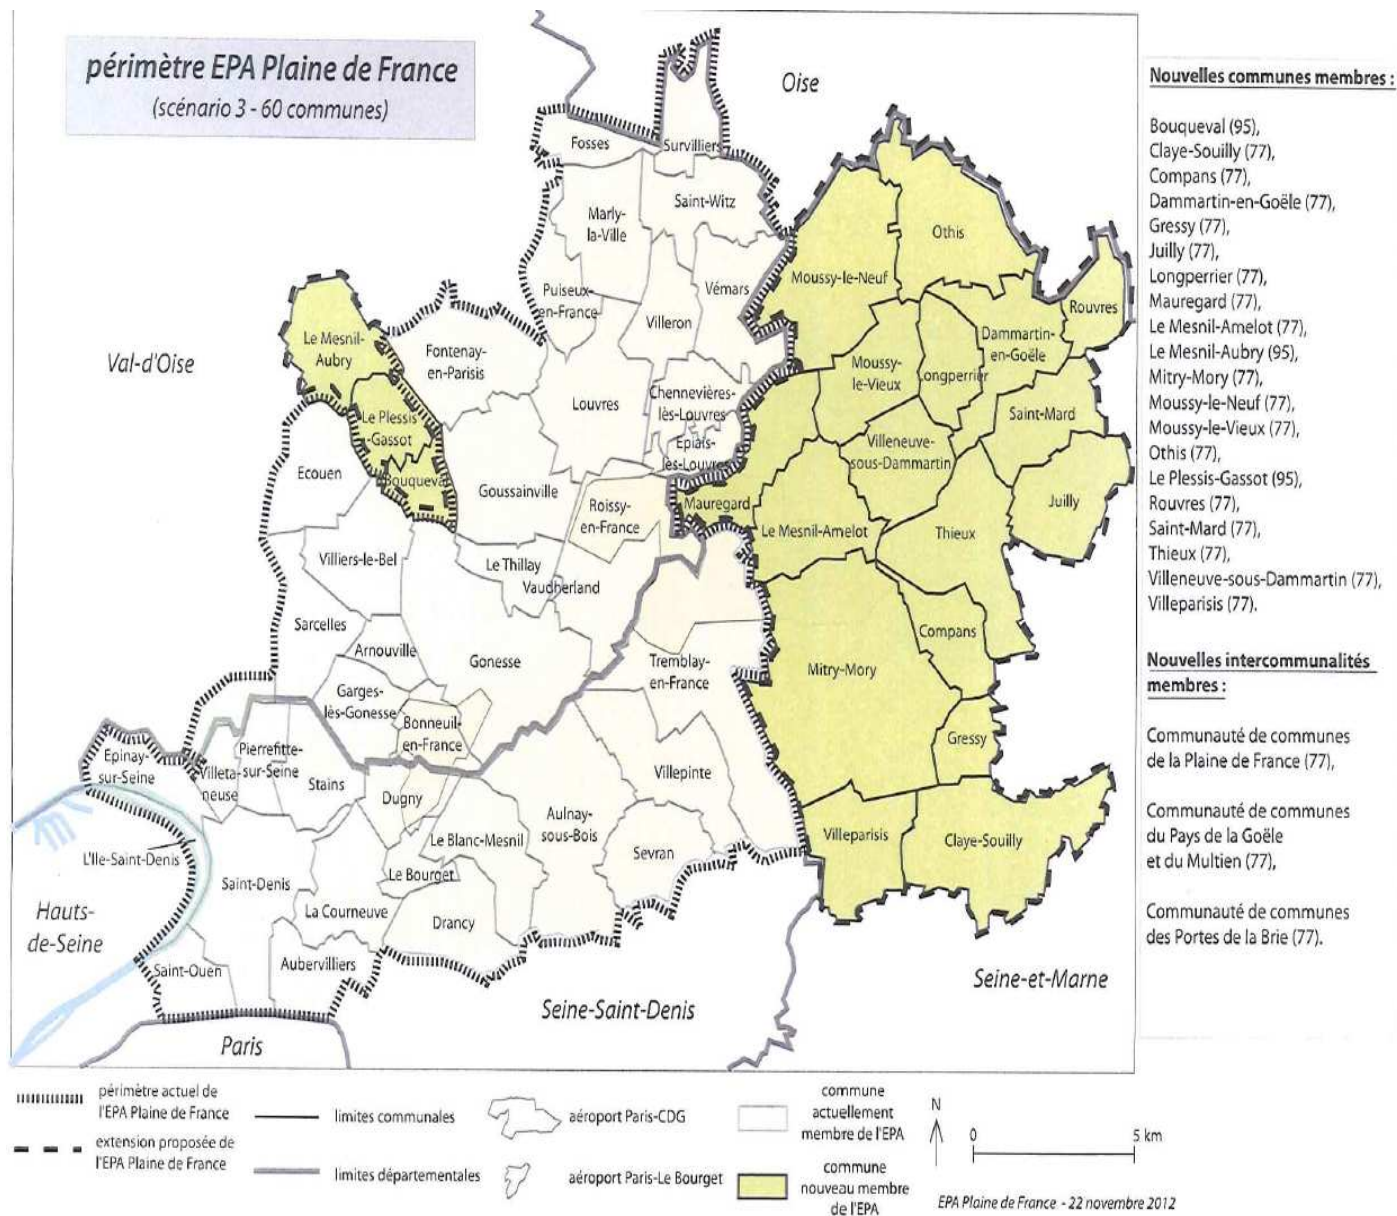 périmètre EPA Plaine de France
(scénario 3 - 60 communes)
Oise
Fosses
Survilliers
Saint-Witz
Marly-
la-Ville
Othis
Moussy-le-Neuf
Vémars
Puiseux-
en-France
Rouvres
Villeron
Le Mesnil-
Aubry
Dammartin-
en-Goële
Val-d'Oise
Fontenay-
en-Parisis
Moussy-
le-Vieux
Longperrier
Chennevières-
lès-Louvres
Louvres
Le Plessis
-Gassot
Saint-Mard
Epiais-
lès-Louvres
Villeneuve-
sous-Dammartin
Ecouen
Bouqueval
Goussainville
Roissy-
en-France
Mauregard
Juilly
Le Mesnil-Amelot
Thieux
Villiers-le-Bel
Le Thillay
Vaudherland
Sarcelles
Arnouville
Gonesse
Compans
Tremblay-
en-France
Mitry-Mory
Garges-
lès-Gonesse
Bonneuil-
en-France
Gressy
Epinay-
sur-Seine
Villeta-
neuse
Pierrefitte-
sur-Seine
Stains
Villepinte
Dugny
Aulnay-
sous-Bois
Villeparisis
Claye-Souilly
Le Blanc-Mesnil
Sevran
L'Ile-Saint-Denis
Le Bourget
Saint-Denis
La Courneuve
Drancy
Hauts-
de-Seine
Saint-Ouen
Aubervilliers
Seine-et-Marne
Seine-Saint-Denis
Paris
Nouvelles communes membres :
Bouqueval (95),
Claye-Souilly (77),
Compans (77),
Dammartin-en-Goële (77),
Gressy (77),
Juilly (77),
Longperrier (77),
Mauregard (77),
Le Mesnil-Amelot (77),
Le Mesnil-Aubry (95),
Mitry-Mory (77),
Moussy-le-Neuf (77),
Moussy-le-Vieux (77),
Othis (77),
Le Plessis-Gassot (95),
Rouvres (77),
Saint-Mard (77),
Thieux (77),
Villeneuve-sous-Dammartin (77),
Villeparisis (77).
Nouvelles intercommunalités
membres :
Communauté de communes
de la Plaine de France (77),
Communauté de communes
du Pays de la Goële
et du Multien (77),
Communauté de communes
des Portes de la Brie (77).
périmètre actuel de
l'EPA Plaine de France
extension proposée de
l'EPA Plaine de France
limites communales
limites départementales
aéroport Paris-CDG
aéroport Paris-Le Bourget
commune
actuellement
membre de l'EPA
commune
nouveau membre
de l'EPA
N
0
5 km
EPA Plaine de France - 22 novembre 2012